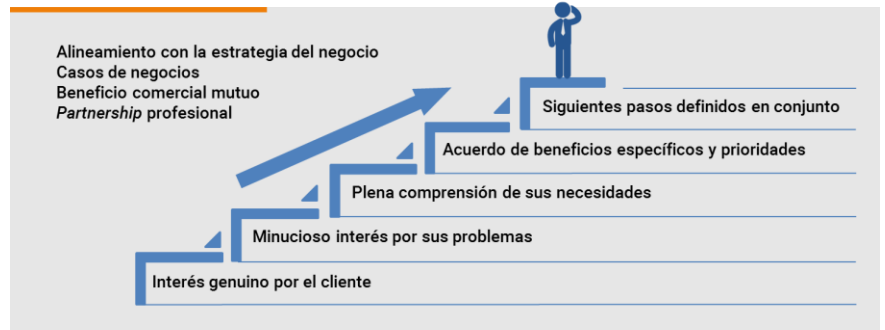 Alineamiento con la estrategia del negocio
Casos de negocios
Beneficio comercial mutuo
Partnership profesional
Siguientes pasos definidos en conjunto
Acuerdo de beneficios específicos y prioridades
Plena comprensión de sus necesidades
Minucioso interés por sus problemas
Interés genuino por el cliente